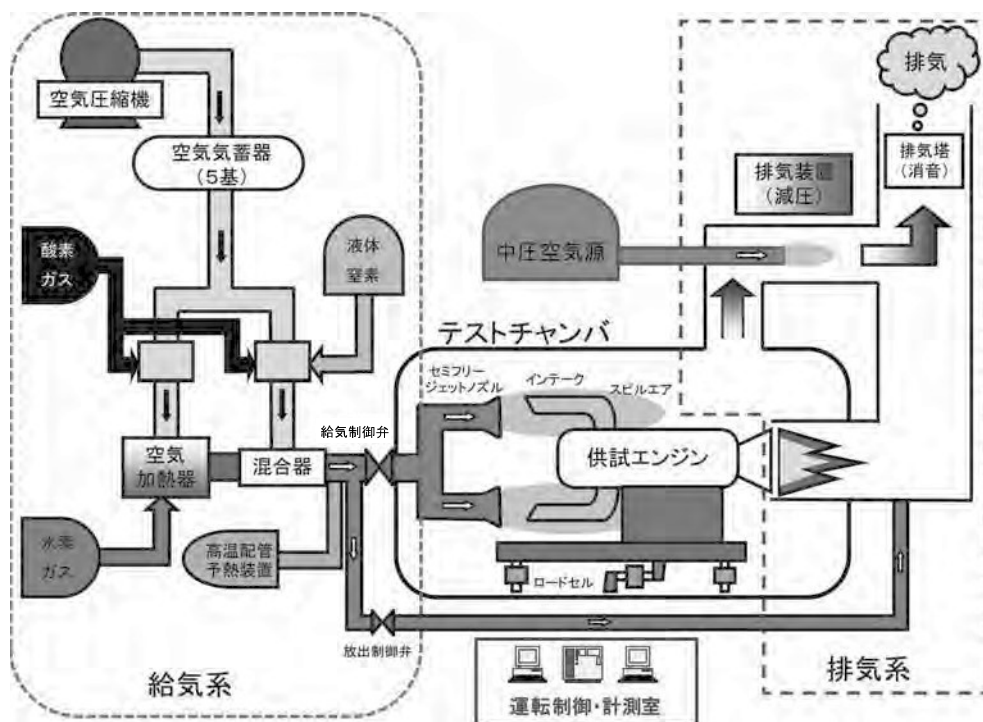 空気圧縮機
空気気蓄器
(5基)
酸素
ガス
液体
窒素
空気
加熱器
混合器
水素
ガス
高温配管
予熱装置
給気制御弁
放出制御弁
給気系
テストチャンバ
セミフリー
ジェットノズル
インテーク
スピルエア
供試エンジン
ロードセル
中圧空気源
排気装置
(減圧)
排気
排気塔
(消音)
排気系
運転制御・計測室